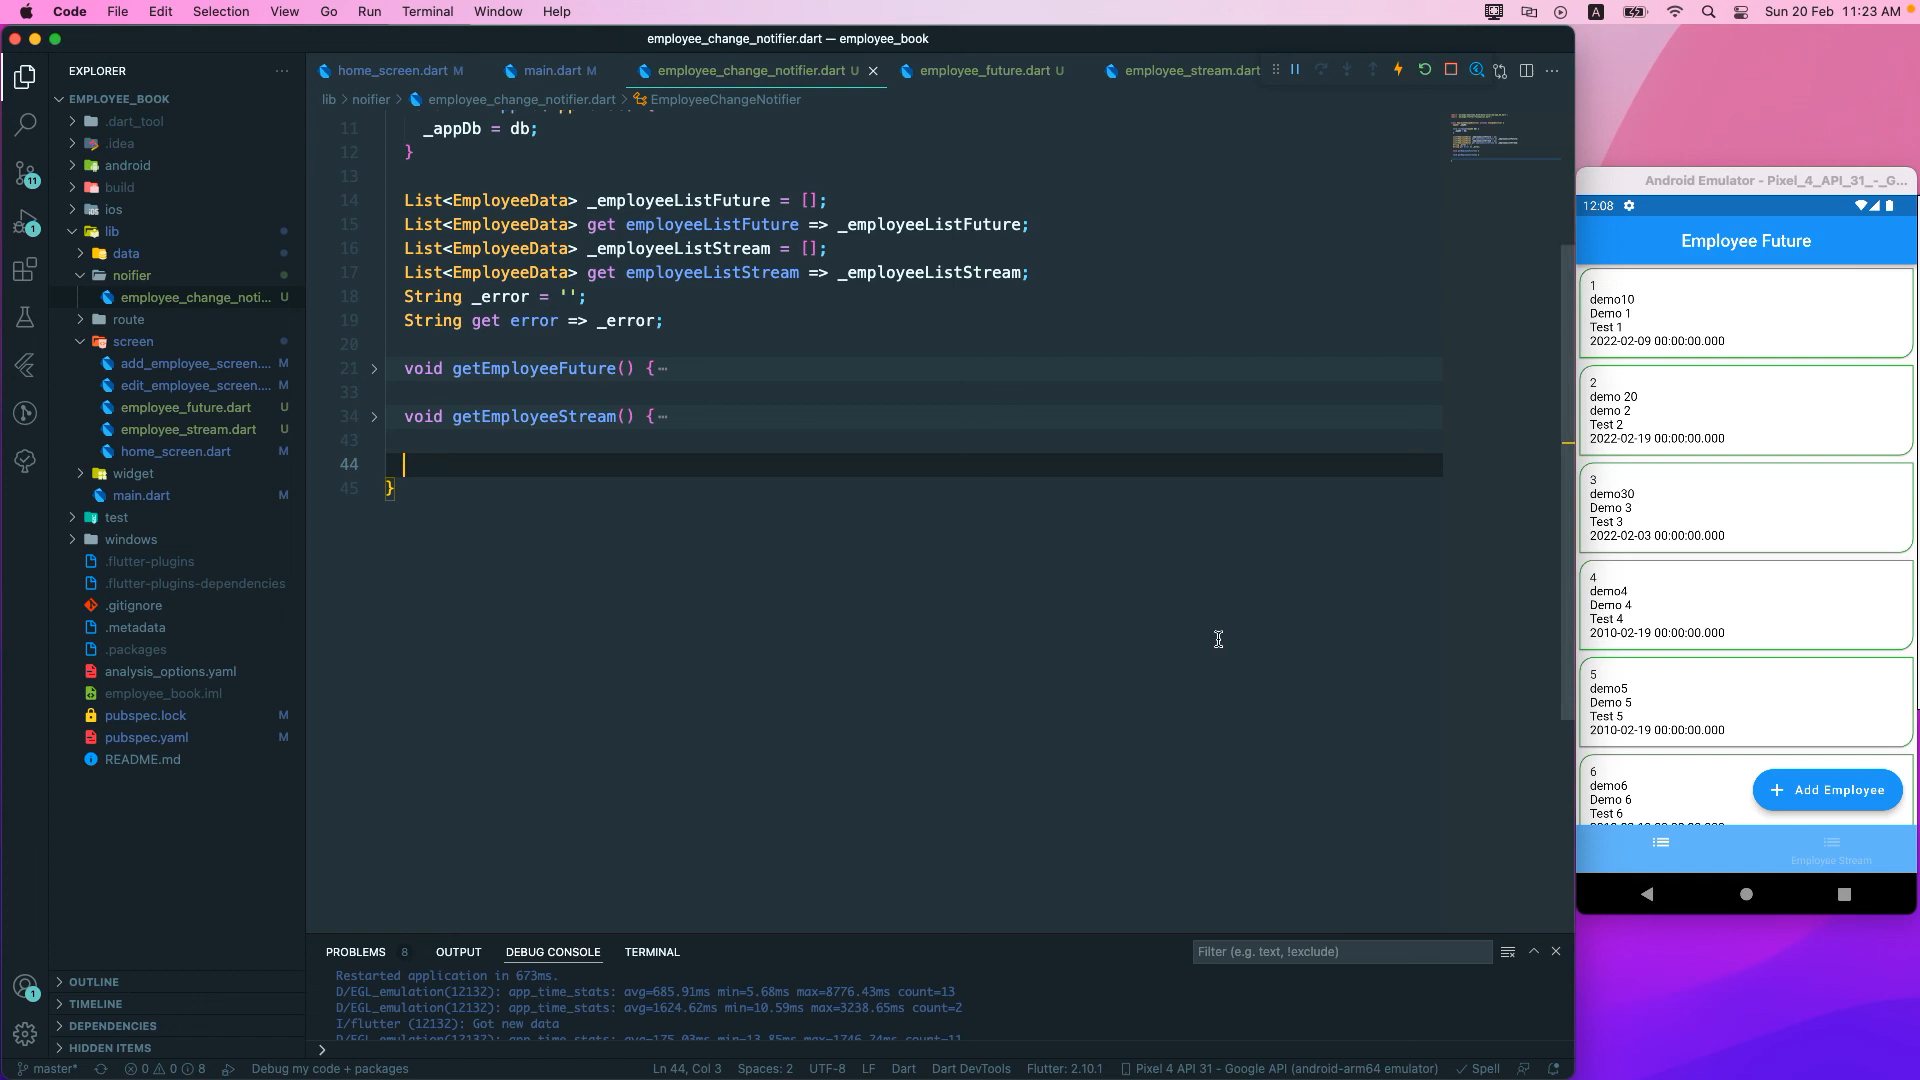 Code File Edit Selection View Go Run Terminal Window Help A Sun 20 Feb 11:23 AM
employee_change_notifier.dart — employee_book
EXPLORER
home_screen.dart M
main.dart M
employee_change_notifier.dart U
employee_future.dart U
employee_stream.dart
lib > noifier > employee_change_notifier.dart > EmployeeChangeNotifier
EMPLOYEE_BOOK
.dart_tool
.idea
android
build
ios
lib
data
noifier
employee_change_noti... U
route
screen
add_employee_screen.... M
edit_employee_screen.... M
employee_future.dart U
employee_stream.dart U
home_screen.dart M
widget
main.dart M
test
windows
.flutter-plugins
.flutter-plugins-dependencies
.gitignore
.metadata
.packages
analysis_options.yaml
employee_book.iml
pubspec.lock M
pubspec.yaml M
README.md
OUTLINE
TIMELINE
DEPENDENCIES
HIDDEN ITEMS
11
1
1
11 _appDb = db;
12 }
13
14 List<EmployeeData> _employeeListFuture = [];
15 List<EmployeeData> get employeeListFuture => _employeeListFuture;
16 List<EmployeeData> _employeeListStream = [];
17 List<EmployeeData> get employeeListStream => _employeeListStream;
18 String _error = '';
19 String get error => _error;
20
21 void getEmployeeFuture() {⋯
33
34 void getEmployeeStream() {⋯
43
44
45 }
PROBLEMS 8 OUTPUT DEBUG CONSOLE TERMINAL
Filter (e.g. text, !exclude)
Restarted application in 673ms.
D/EGL_emulation(12132): app_time_stats: avg=685.91ms min=5.68ms max=8776.43ms count=13
D/EGL_emulation(12132): app_time_stats: avg=1624.62ms min=10.59ms max=3238.65ms count=2
I/flutter (12132): Got new data
D/EGL_emulation(12132): app_time_stats: avg=175.03ms min=13.85ms max=1746.24ms count=11
master* 0 0 8 Debug my code + packages Ln 44, Col 3 Spaces: 2 UTF-8 LF Dart Dart DevTools Flutter: 2.10.1 Pixel 4 API 31 - Google API (android-arm64 emulator) Spell
Android Emulator - Pixel_4_API_31_-_G...
12:08
Employee Future
1
demo10
Demo 1
Test 1
2022-02-09 00:00:00.000
2
demo 20
demo 2
Test 2
2022-02-19 00:00:00.000
3
demo30
Demo 3
Test 3
2022-02-03 00:00:00.000
4
demo4
Demo 4
Test 4
2010-02-19 00:00:00.000
5
demo5
Demo 5
Test 5
2010-02-19 00:00:00.000
6
demo6
Demo 6
Test 6
+ Add Employee
Employee Stream